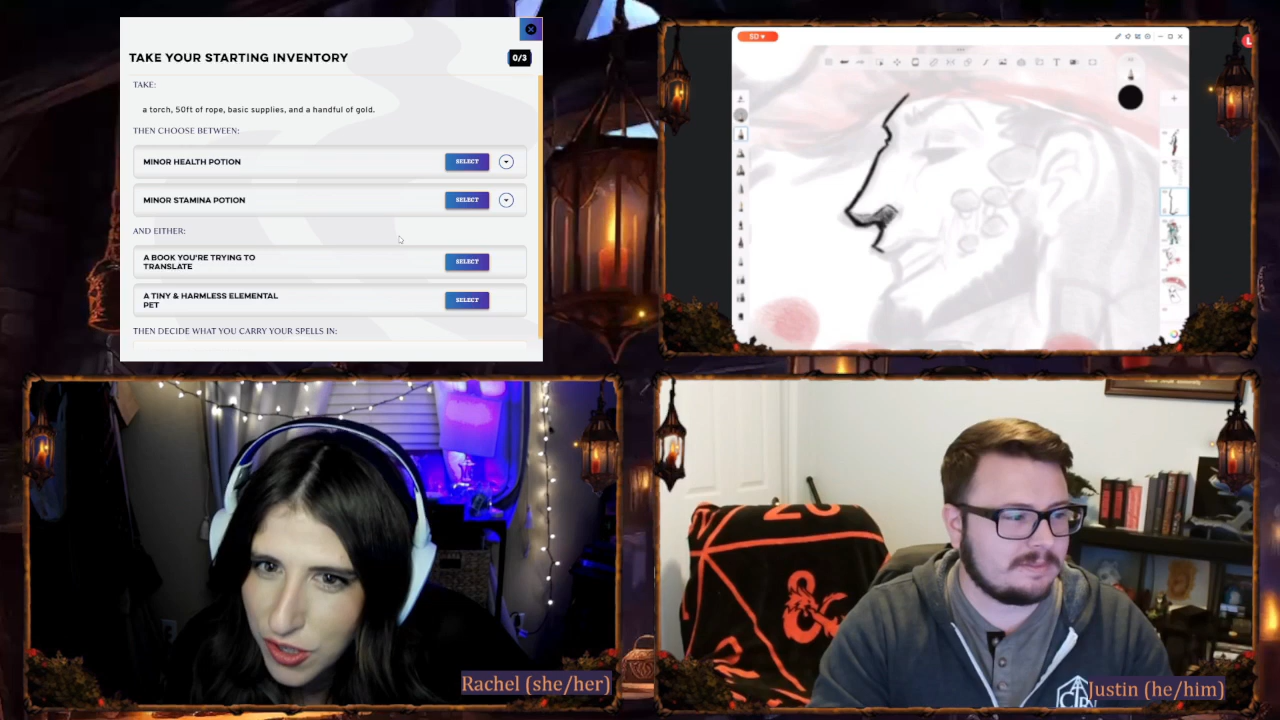 TAKE YOUR STARTING INVENTORY
0/3
TAKE:
a torch, 50ft of rope, basic supplies, and a handful of gold.
THEN CHOOSE BETWEEN:
MINOR HEALTH POTION
SELECT
MINOR STAMINA POTION
SELECT
AND EITHER:
A BOOK YOU'RE TRYING TO
TRANSLATE
SELECT
A TINY & HARMLESS ELEMENTAL
PET
SELECT
THEN DECIDE WHAT YOU CARRY YOUR SPELLS IN:
SD ♥
L
T
Rachel (she/her)
20
Justin (he/him)